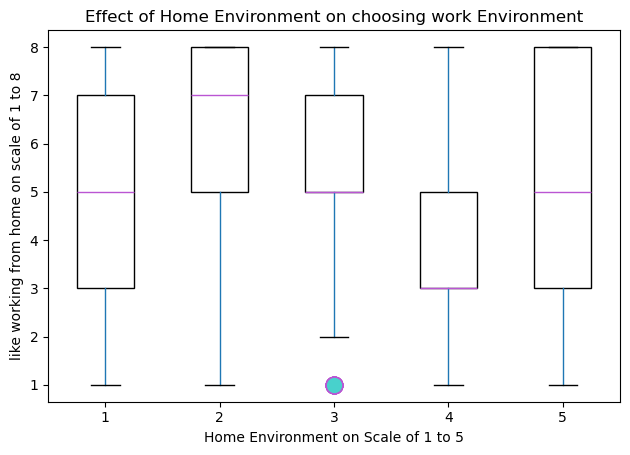 Effect of Home Environment on choosing work Environment
like working from home on scale of 1 to 8
8
7
6
5
4
3
2
1
1 2 3 4 5
Home Environment on Scale of 1 to 5